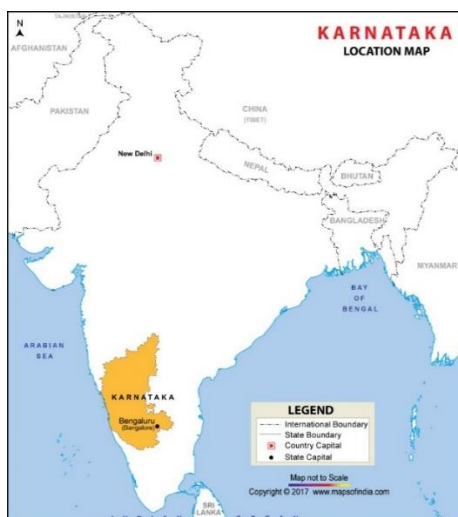 KARNATAKA
LOCATION MAP
N
TAJIKISTAN
AFGHANISTAN
PAKISTAN
CHINA
(TIBET)
New Delhi
NEPAL
BHUTAN
BANGLADESH
MYANMAR
BAY
OF
BENGAL
ARABIAN
SEA
KARNATAKA
Bengaluru
(Bangalore)
LEGEND
International Boundary
State Boundary
Country Capital
State Capital
Map not to Scale
Copyright © 2017 www.mapsofindia.com
SRI
LANKA